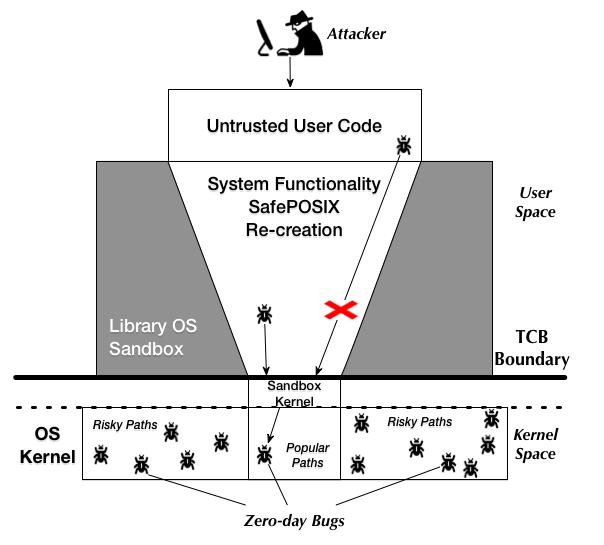 Attacker
Untrusted User Code
System Functionality
SafePOSIX
Re-creation
User
Space
Library OS
Sandbox
TCB
Boundary
Sandbox
Kernel
Risky Paths
Risky Paths
OS
Kernel
Popular
Paths
Kernel
Space
Zero-day Bugs